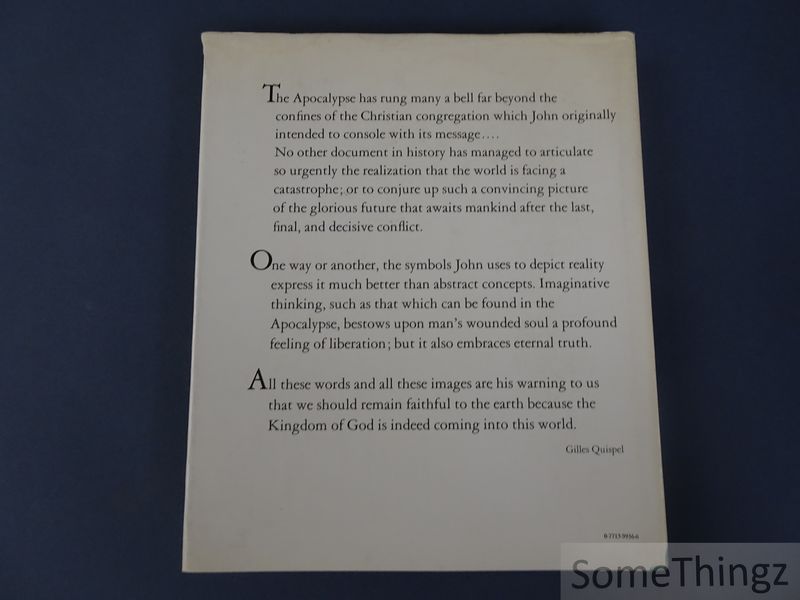 The Apocalypse has rung many a bell far beyond the
confines of the Christian congregation which John originally
intended to console with its message....
No other document in history has managed to articulate
so urgently the realization that the world is facing a
catastrophe; or to conjure up such a convincing picture
of the glorious future that awaits mankind after the last,
final, and decisive conflict.
One way or another, the symbols John uses to depict reality
express it much better than abstract concepts. Imaginative
thinking, such as that which can be found in the
Apocalypse, bestows upon man's wounded soul a profound
feeling of liberation; but it also embraces eternal truth.
All these words and all these images are his warning to us
that we should remain faithful to the earth because the
Kingdom of God is indeed coming into this world.
Gilles Quispel
SomeThingz